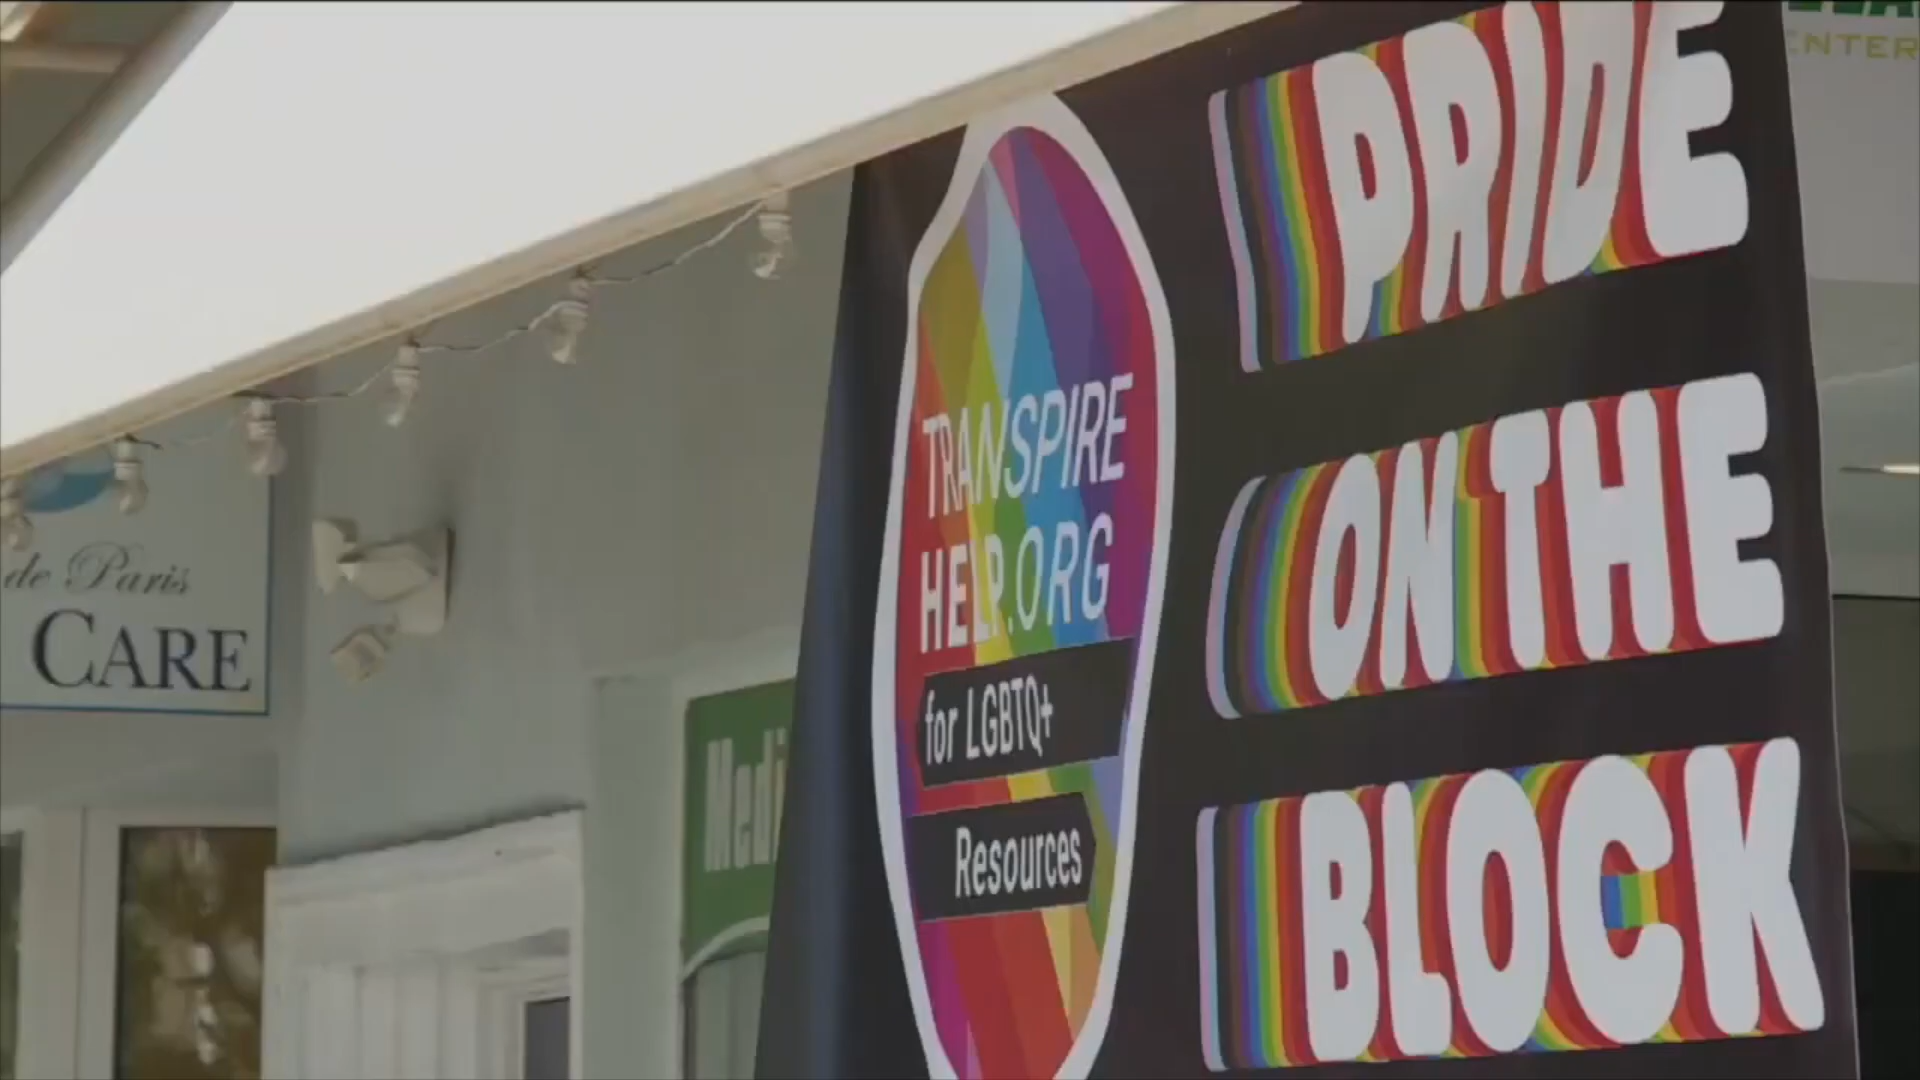 PRIDE
ON THE
BLOCK
TRANSPIRE
HELP.ORG
for LGBTQ+
Resources
de Paris
CARE